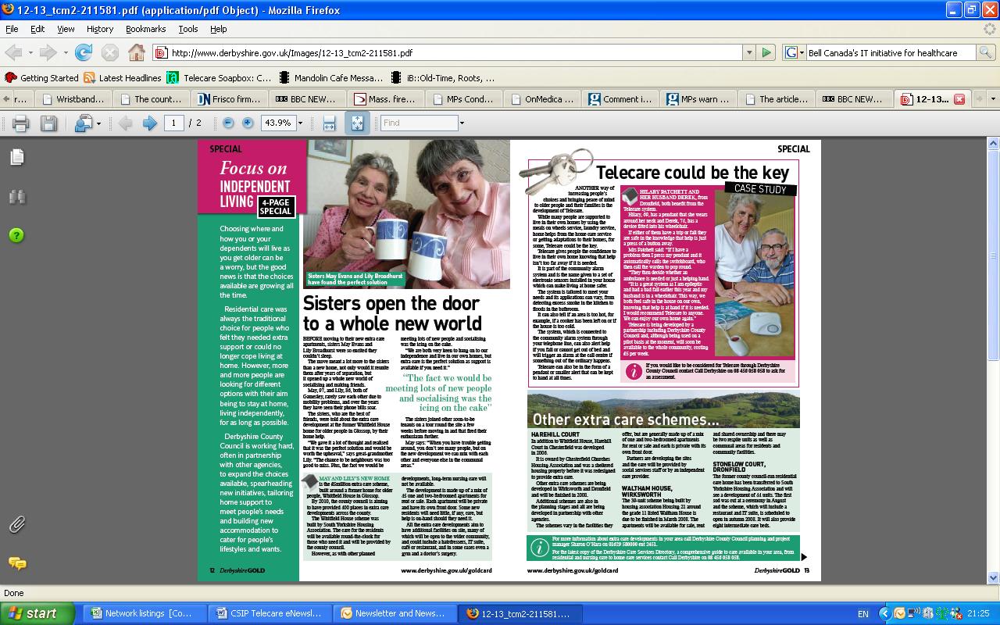 12-13_tcm2-211581.pdf (application/pdf Object) - Mozilla Firefox
File Edit View History Bookmarks Tools Help
http://www.derbyshire.gov.uk/Images/12-13_tcm2-211581.pdf
Bell Canada's IT initiative for healthcare
Getting Started Latest Headlines Telecare Soapbox: C... Mandolin Cafe Messa... iB::Old-Time, Roots, ...
r... Wristband... The count... Frisco firm... BBC NEW... Mass. fire... MPs Cond... OnMedica ... Comment i... MPs warn ... The article... BBC NEW... 12-13...
1 / 2 43.9% Find
SPECIAL
Focus on
INDEPENDENT
LIVING
4-PAGE
SPECIAL
Choosing where and
how you or your
dependents will live as
you get older can be
a worry, but the good
news is that the choices
available are growing all
the time.
Residential care was
always the traditional
choice for people who
felt they needed extra
support or could no
longer cope living at
home. However, more
and more people are
looking for different
options with their aim
being to stay at home,
living independently,
for as long as possible.
Derbyshire County
Council is working hard,
often in partnership
with other agencies,
to expand the choices
available, spearheading
new initiatives, tailoring
home support to
meet people's needs
and building new
accommodation to
cater for people's
lifestyles and wants.
12 DerbyshireGOLD
Sisters May Evans and Lily Broadhurst
have found the perfect solution
Sisters open the door
to a whole new world
BEFORE moving to their new extra care
apartments, sisters May Evans and
Lily Broadhurst were so excited they
couldn't sleep.
The move meant a lot more to the sisters
than a new home, not only would it reunite
them after years of separation, but
it opened up a whole new world of
socialising and making friends.
May, 97, and Lily, 86, both of
Gamesley, rarely saw each other due to
mobility problems, and over the years
they have seen their phone bills soar.
The sisters, who are the best of
friends, were told about the extra care
development at the former Whitfield House
home for older people in Glossop, by their
home help.
"We gave it a lot of thought and realised
that it was the perfect solution and would be
worth the upheaval," says great-grandmother
Lily. "The chance to be neighbours was too
good to miss. Plus, the fact we would be
meeting lots of new people and socialising
was the icing on the cake.
"We are both very keen to hang on to our
independence and live in our own homes, but
extra care is the perfect solution as support is
available if you need it."
"The fact we would be
meeting lots of new people
and socialising was the
icing on the cake"
The sisters joined other soon-to-be
tenants on a tour round the site a few
weeks before moving in and that fired their
enthusiasm further.
May says: "When you have trouble getting
around, you don't see many people, but on
the new development we can mix with each
other and everyone else in the communal
areas."
MAY AND LILY'S NEW HOME
is the £6million extra care scheme,
built around a former home for older
people, Whitfield House in Glossop.
By 2010, the county council is aiming
to have provided 400 places in extra care
developments across the county.
The Whitfield House scheme was
built by South Yorkshire Housing
Association. The care for the residents
will be available round-the-clock for
those who need it and will be provided by
the county council.
However, as with other planned
developments, long-term nursing care will
not be available.
The development is made up of a mix of
45 one and two-bedroomed apartments for
rent or sale. Each apartment will be private
and have its own front door. Some new
residents will need little, if any, care, but
help is on-hand should they need it.
All the extra care developments aim to
have additional facilities on site, many of
which will be open to the wider community,
and could include a hairdressers, IT suite,
café or restaurant, and in some cases even a
gym and a doctor's surgery.
www.derbyshire.gov.uk/goldcard
SPECIAL
Telecare could be the key
ANOTHER way of
increasing people's
choices and bringing peace of mind
to older people and their families is the
development of Telecare.
While many people are supported to
live in their own homes by using the
meals on wheels service, laundry service,
home helps from the home care service
or getting adaptations to their homes, for
some, Telecare could be the key.
Telecare gives people the confidence to
live in their own home knowing that help
isn't too far away if it is needed.
It is part of the community alarm
system and is the name given to a set of
electronic sensors installed in your house
which can make living at home safer.
The system is tailored to meet your
needs and its applications can vary, from
detecting excess smoke in the kitchen to
floods in the bathroom.
It can also tell if an area is too hot, for
example, if a cooker has been left on or if
the house is too cold.
The system, which is connected to
the community alarm system through
your telephone line, can also alert help
if you fall or cannot get out of bed and
will trigger an alarm at the call centre if
something out of the ordinary happens.
Telecare can also be in the form of a
pendant or smaller alert that can be kept
to hand at all times.
CASE STUDY
HILARY PATCHETT AND
HER HUSBAND DEREK, from
Dronfield, both benefit from the
Telecare system.
Hilary, 69, has a pendant that she wears
around her neck and Derek, 74, has a
device fitted into his wheelchair.
If either of them have a trip or fall they
are safe in the knowledge that help is just
a press of a button away.
Mrs Patchett said: "If I have a
problem then I press my pendant and it
automatically calls the switchboard, who
then call the warden to pop round.
"They then decide whether an
ambulance is needed or just a helping hand.
"It is a great system as I am epileptic
and had a bad fall earlier this year and my
husband is in a wheelchair. This way, we
both feel safe in the house on our own,
knowing that help is at hand if it is needed.
I would recommend Telecare to anyone.
We can enjoy our own home again."
Telecare is being developed by a
partnership including Derbyshire County
Council and, although being used on a
pilot basis at the moment, will soon be
available to the whole community, costing
£5 per week.
If you would like to be considered for Telecare through Derbyshire
County Council contact Call Derbyshire on 08 456 058 058 to ask for
an assessment.
Other extra care schemes...
HAREHILL COURT
In addition to Whitfield House, Harehill
Court in Chesterfield was developed
in 2006.
It is owned by Chesterfield Churches
Housing Association and was a sheltered
housing property before it was redesigned
to provide extra care.
Other extra care schemes are being
developed in Wirksworth and Dronfield
and will be finished in 2008.
Additional schemes are also in
the planning stages and all are being
developed in partnership with other
agencies.
The schemes vary in the facilities they
offer, but are generally made up of a mix
of one and two-bedroomed apartments
for rent or sale and each is private with its
own front door.
Partners are developing the sites
and the care will be provided by
social services staff or by an independent
care provider.
WALTHAM HOUSE,
WIRKSWORTH
The 39-unit scheme being built by
housing association Housing 21 around
the grade 11 listed Waltham House is
due to be finished in March 2008. The
apartments will be available for sale, rent
and shared ownership and there may
be two respite units as well as
communal areas for residents and
community facilities.
STONELOW COURT,
DRONFIELD
The former county council-run residential
care home has been transferred to South
Yorkshire Housing Association and will
see a development of 44 units. The first
sod was cut at a ceremony in August
and the scheme, which will include a
restaurant and IT suite, is scheduled to
open in autumn 2008. It will also provide
eight intermediate care beds.
For more information about extra care developments in your area call Derbyshire County Council planning and project
manager Sharon O'Hara on 01629 580000 ext 2451.
For the latest copy of the Derbyshire Care Services Directory, a comprehensive guide to care available in your area, from
residential and nursing care to home care services contact Call Derbyshire on 08 456 058 058.
www.derbyshire.gov.uk/goldcard
DerbyshireGOLD 13
Done
start Network listings [Co... CSIP Telecare eNewsl... Newsletter and News... 12-13_tcm2-211581.... EN 21:25